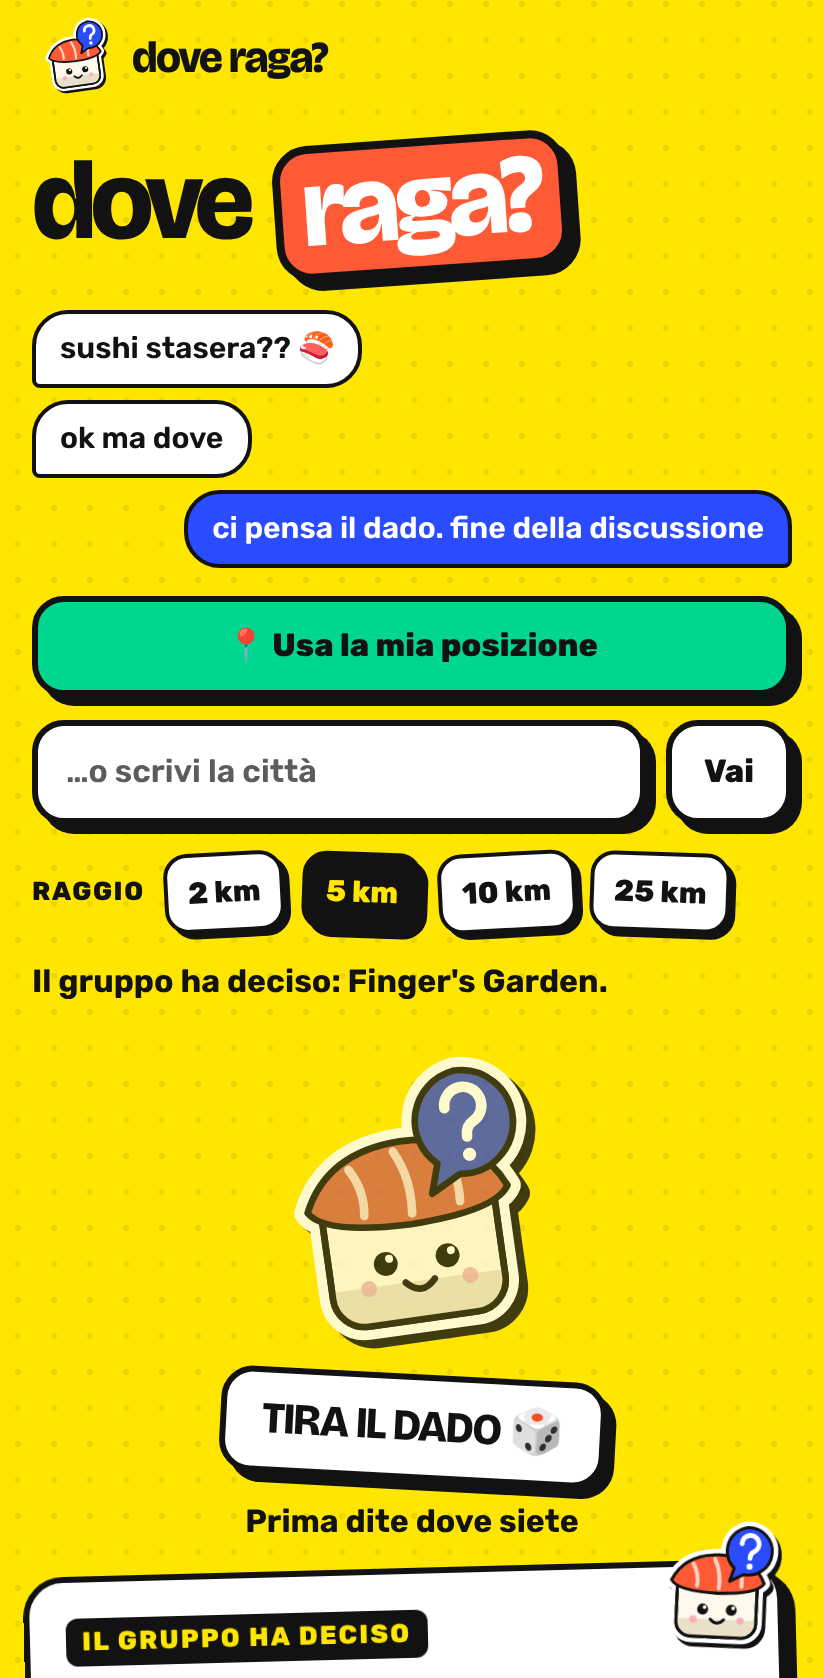 dove raga?
dove raga?
sushi stasera?? 🍣
ok ma dove
ci pensa il dado. fine della discussione
📍 Usa la mia posizione
...o scrivi la città
Vai
RAGGIO 2 km 5 km 10 km 25 km
Il gruppo ha deciso: Finger's Garden.
?
TIRA IL DADO 🎲
Prima dite dove siete
?
IL GRUPPO HA DECISO